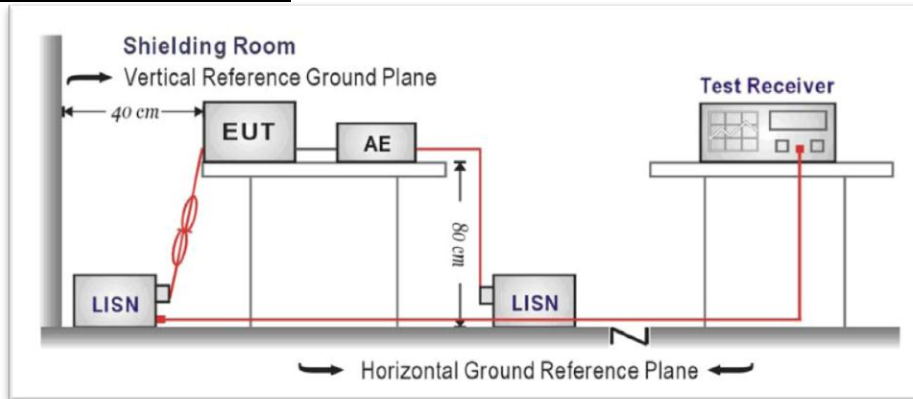 Shielding Room
Vertical Reference Ground Plane
40 cm
EUT
AE
Test Receiver
80 cm
LISN
LISN
Horizontal Ground Reference Plane